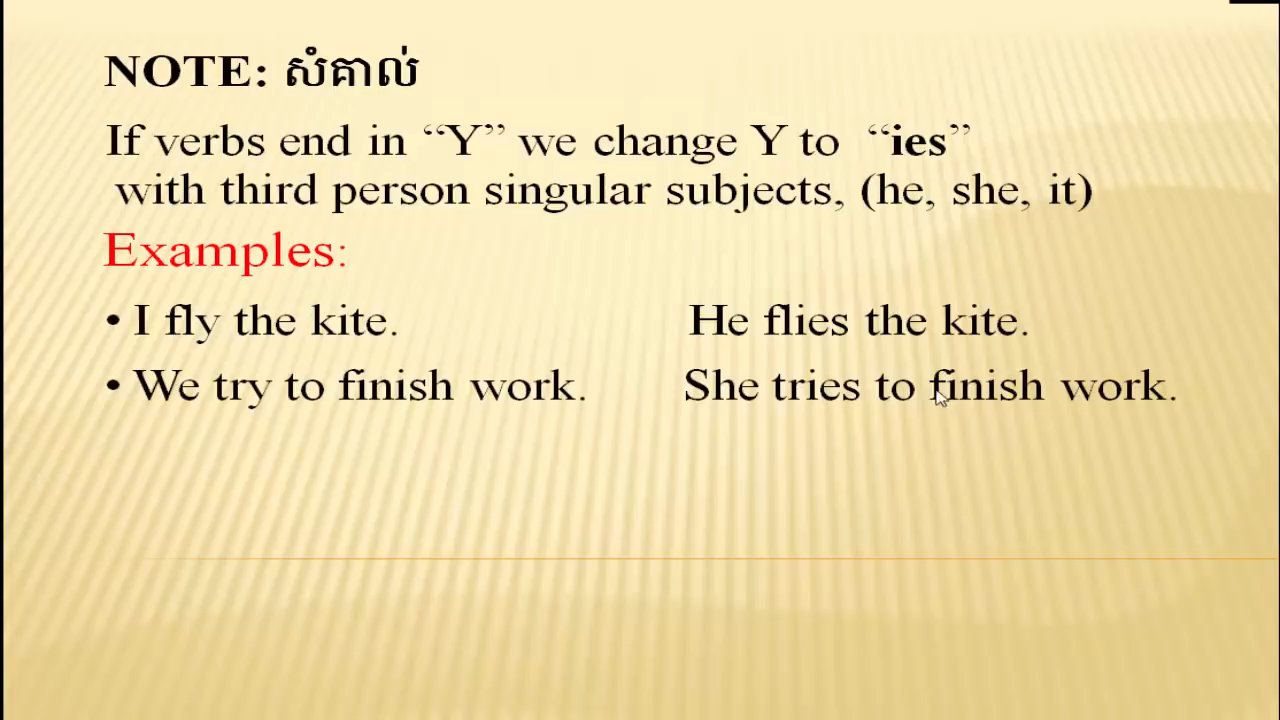 NOTE: សំគាល់
If verbs end in “Y” we change Y to “ies”
with third person singular subjects, (he, she, it)
Examples:
• I fly the kite. He flies the kite.
• We try to finish work. She tries to finish work.